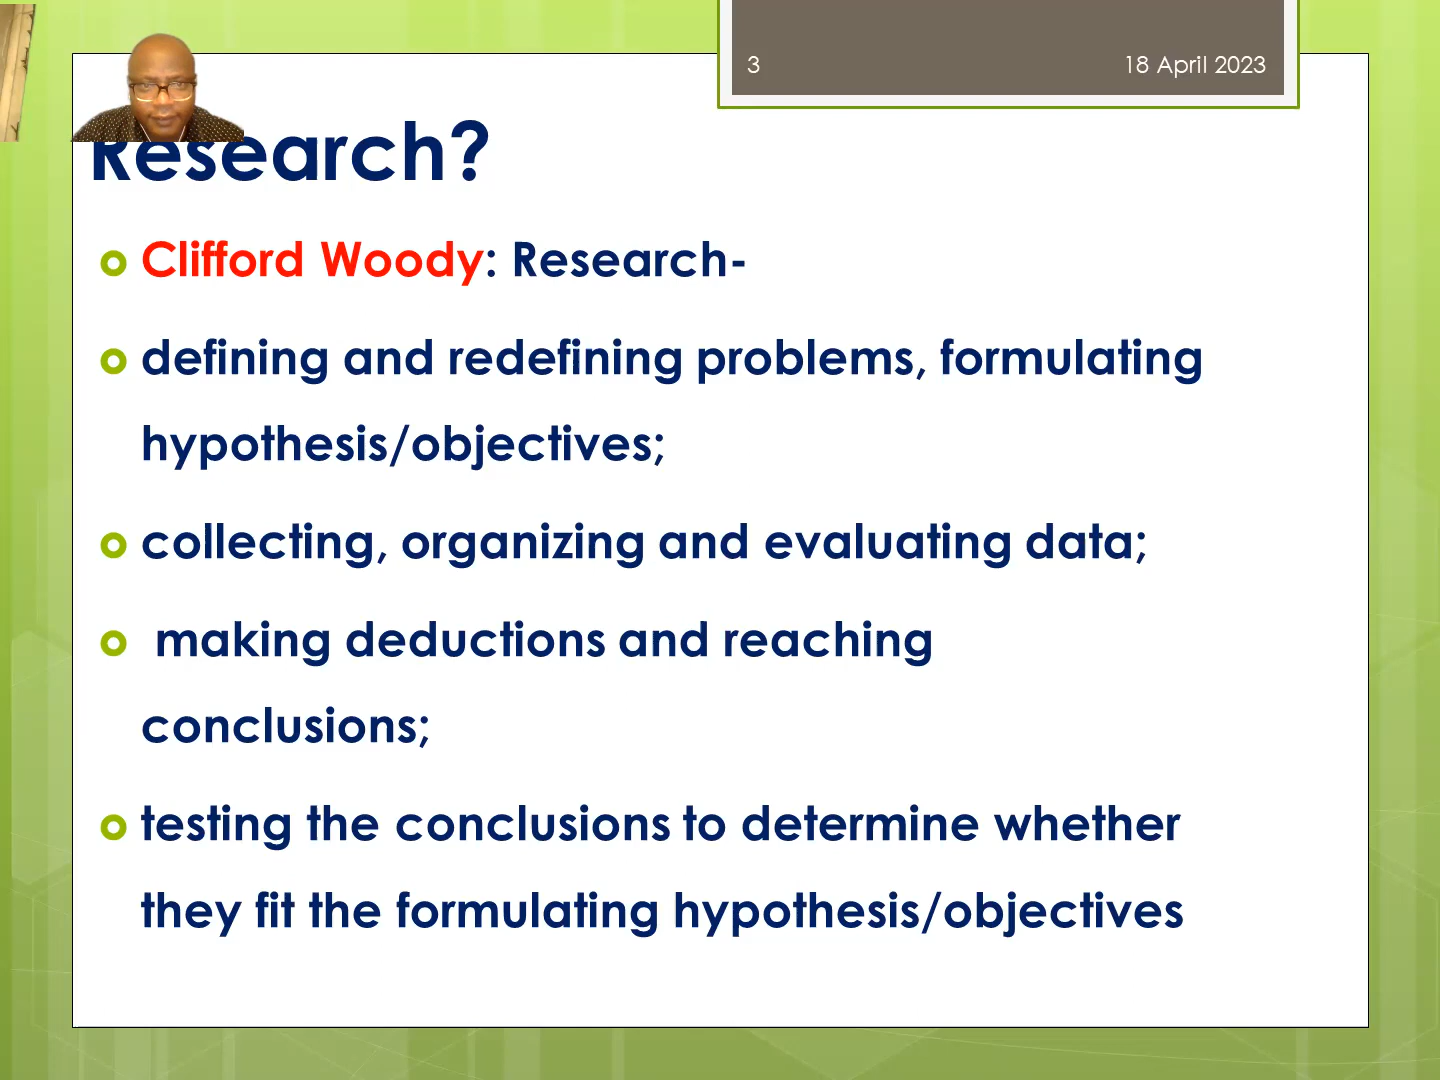 3
18 April 2023
Research?
Clifford Woody: Research-
defining and redefining problems, formulating
hypothesis/objectives;
collecting, organizing and evaluating data;
making deductions and reaching
conclusions;
testing the conclusions to determine whether
they fit the formulating hypothesis/objectives